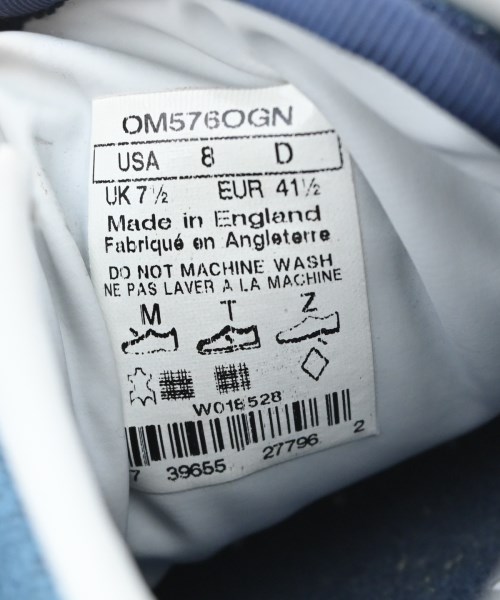 OM576OGN
USA 8 D
UK 7½ EUR 41½
Made in England
Fabriqué en Angleterre
DO NOT MACHINE WASH
NE PAS LAVER A LA MACHINE
M T Z
W018528
7 39655 27796 2